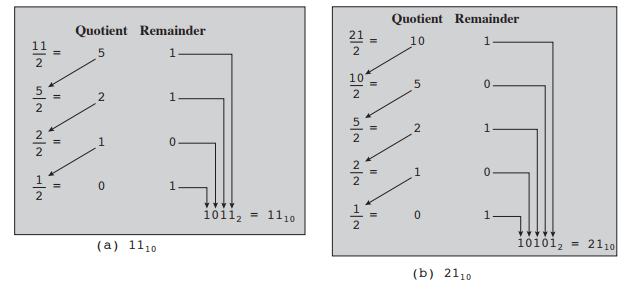 Quotient Remainder
11/2 = 5 1
5/2 = 2 1
2/2 = 1 0
1/2 = 0 1
1011₂ = 11₁₀
(a) 11₁₀
Quotient Remainder
21/2 = 10 1
10/2 = 5 0
5/2 = 2 1
2/2 = 1 0
1/2 = 0 1
10101₂ = 21₁₀
(b) 21₁₀